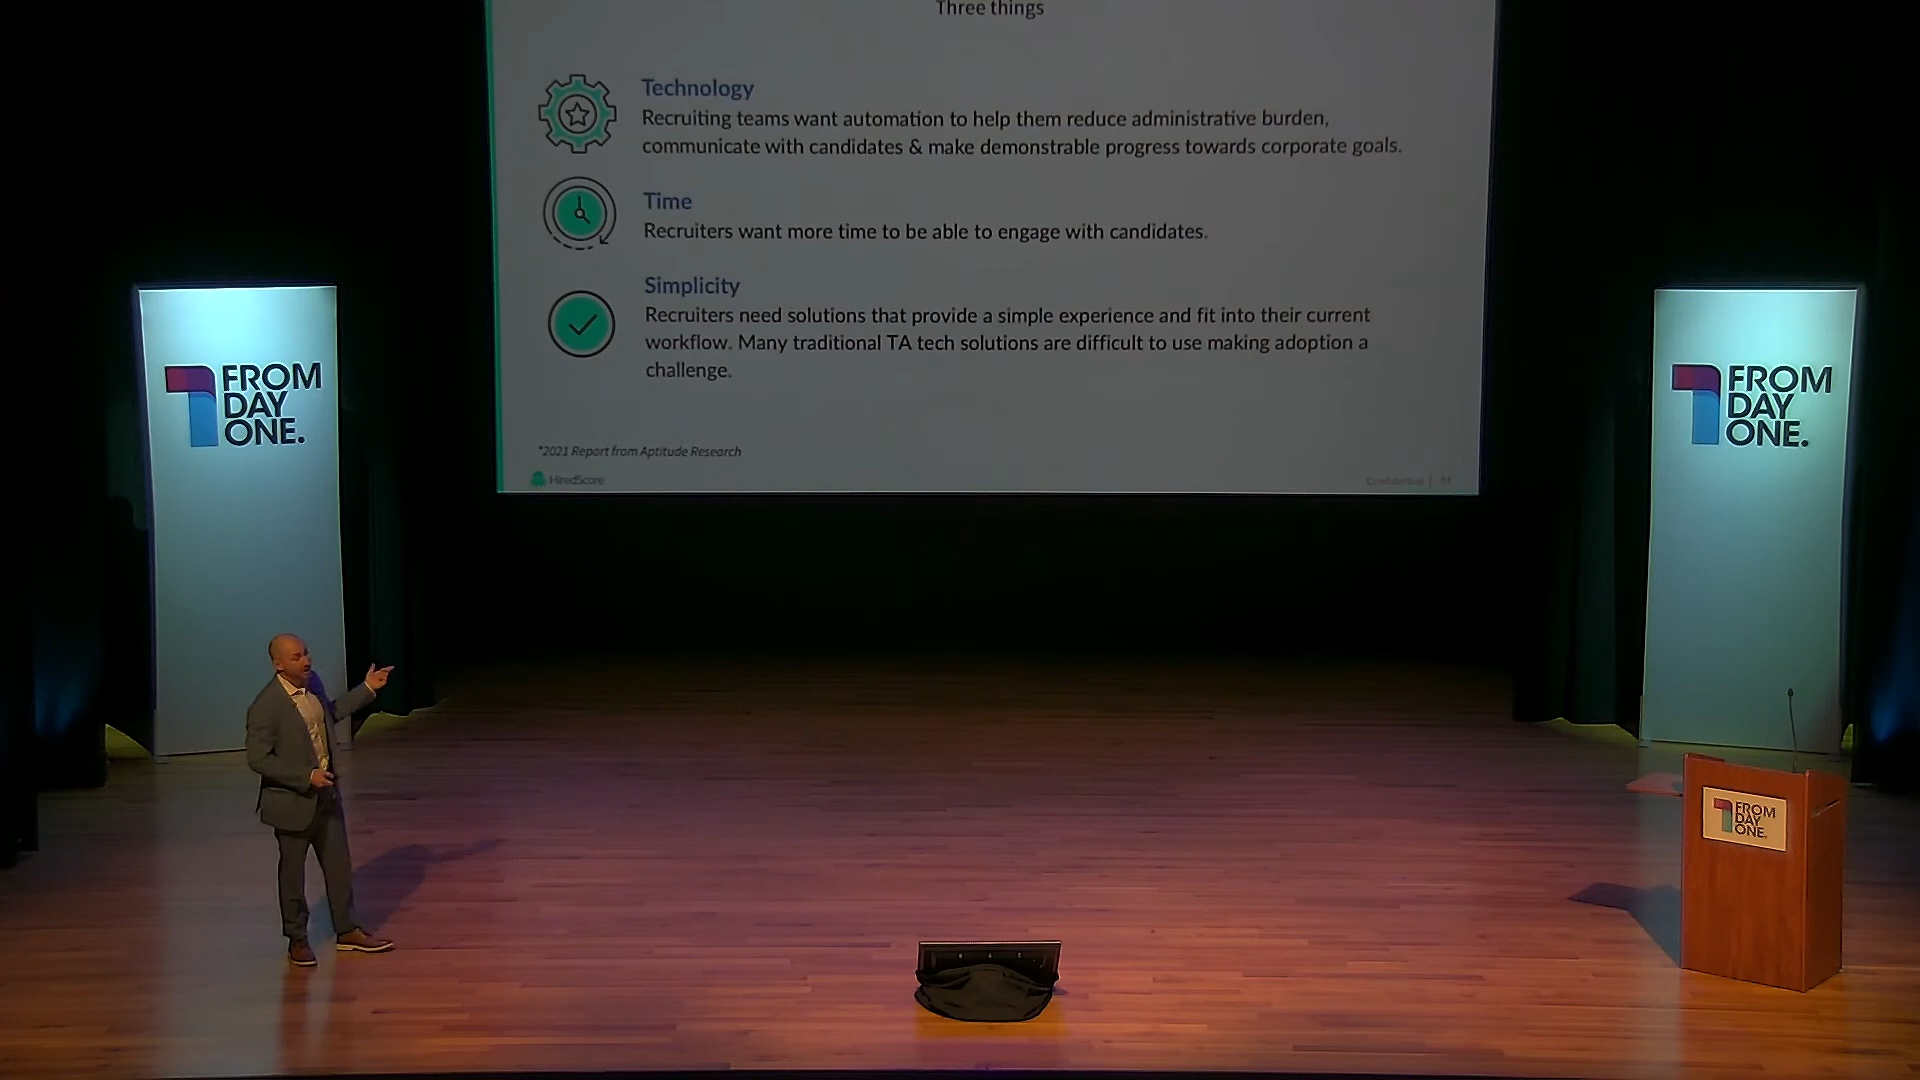 Three things
Technology
Recruiting teams want automation to help them reduce administrative burden,
communicate with candidates & make demonstrable progress towards corporate goals.
Time
Recruiters want more time to be able to engage with candidates.
Simplicity
Recruiters need solutions that provide a simple experience and fit into their current
workflow. Many traditional TA tech solutions are difficult to use making adoption a
challenge.
*2021 Report from Aptitude Research
HiredScore
Confidential |
FROM
DAY
ONE.
FROM
DAY
ONE.
FROM
DAY
ONE.